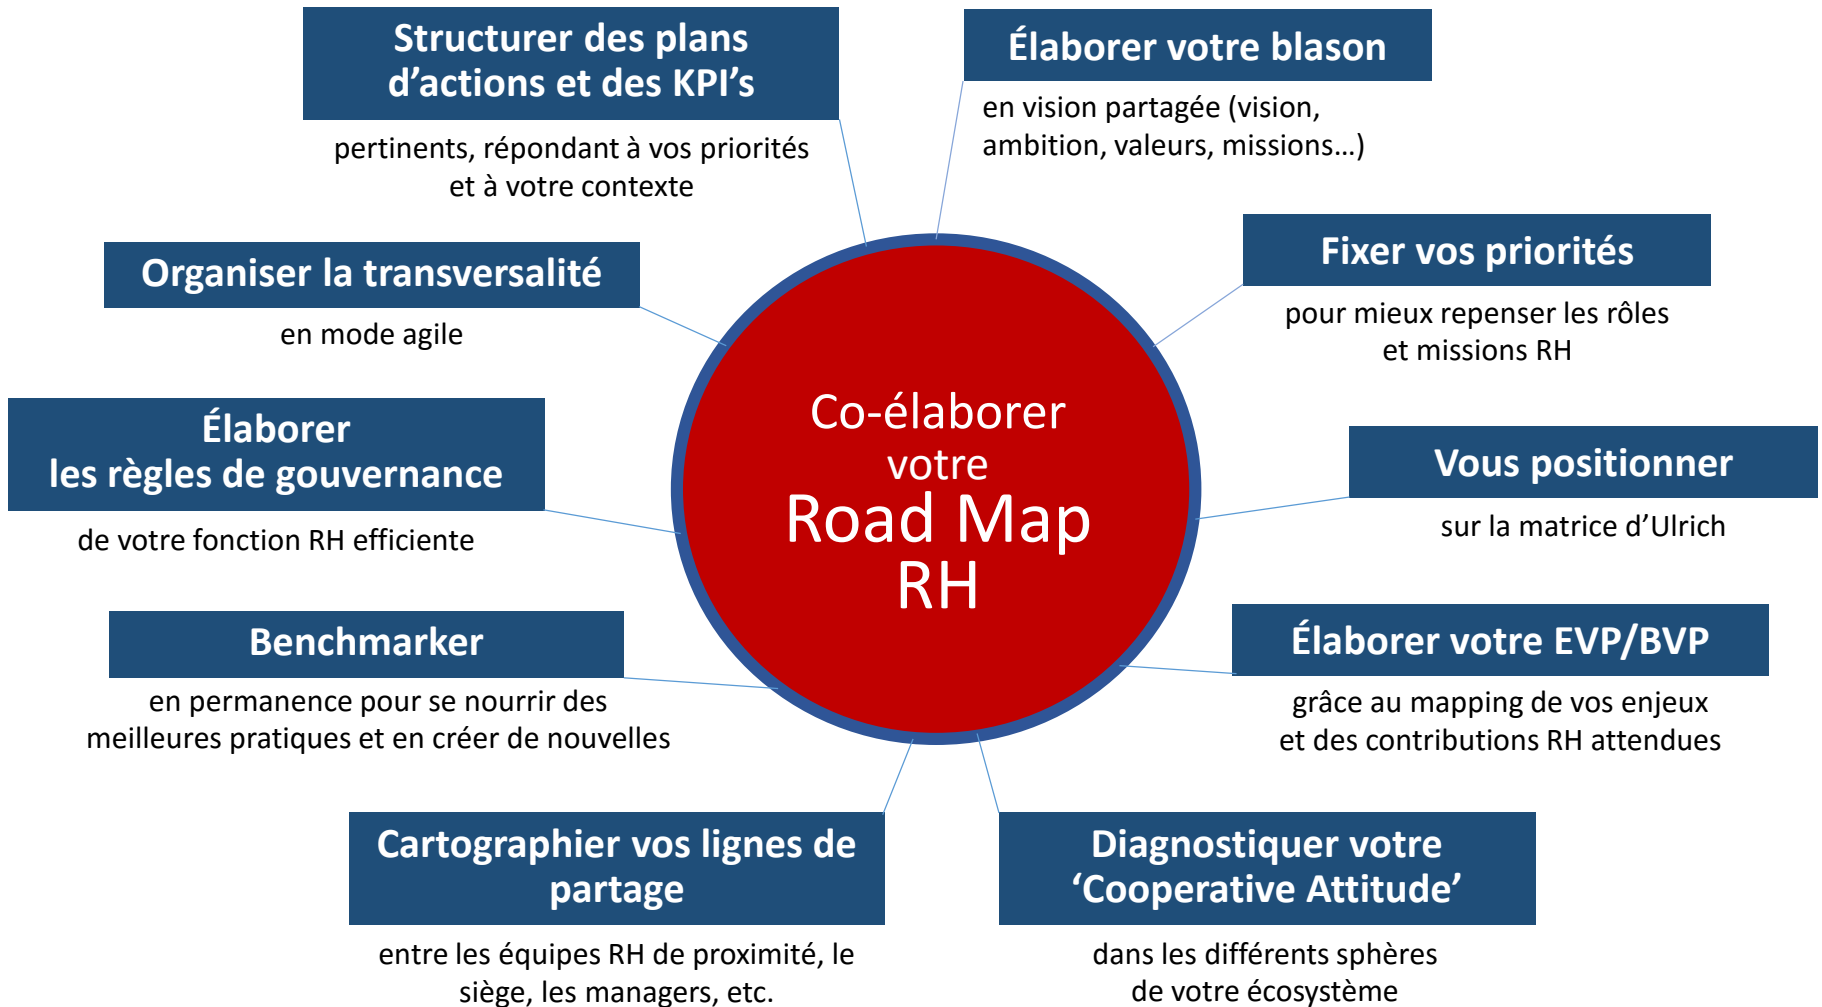 Structurer des plans
d’actions et des KPI’s
pertinents, répondant à vos priorités
et à votre contexte
Élaborer votre blason
en vision partagée (vision,
ambition, valeurs, missions...)
Organiser la transversalité
en mode agile
Fixer vos priorités
pour mieux repenser les rôles
et missions RH
Élaborer
les règles de gouvernance
de votre fonction RH efficiente
Co-élaborer
votre
Road Map
RH
Vous positionner
sur la matrice d’Ulrich
Benchmarker
en permanence pour se nourrir des
meilleures pratiques et en créer de nouvelles
Élaborer votre EVP/BVP
grâce au mapping de vos enjeux
et des contributions RH attendues
Cartographier vos lignes de
partage
entre les équipes RH de proximité, le
siège, les managers, etc.
Diagnostiquer votre
‘Cooperative Attitude’
dans les différents sphères
de votre écosystème